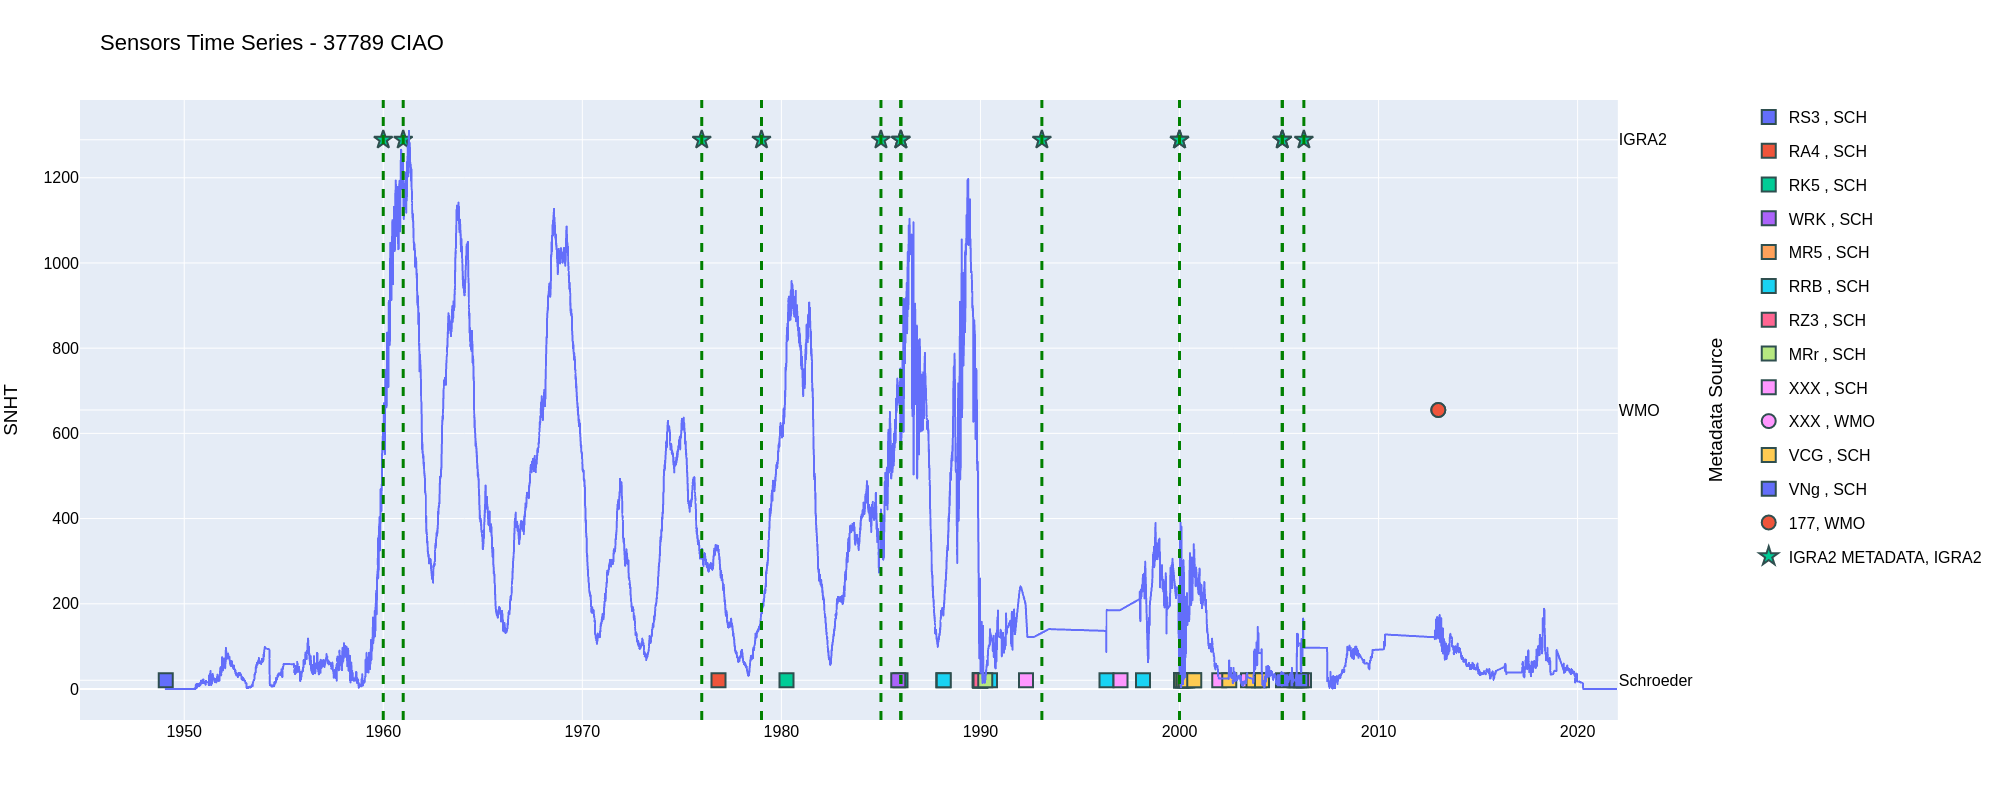 Sensors Time Series - 37789 CIAO
SNHT
1200
1000
800
600
400
200
0
1950
1960
1970
1980
1990
2000
2010
2020
IGRA2
WMO
Schroeder
Metadata Source
RS3 , SCH
RA4 , SCH
RK5 , SCH
WRK , SCH
MR5 , SCH
RRB , SCH
RZ3 , SCH
MRr , SCH
XXX , SCH
XXX , WMO
VCG , SCH
VNg , SCH
177, WMO
IGRA2 METADATA, IGRA2